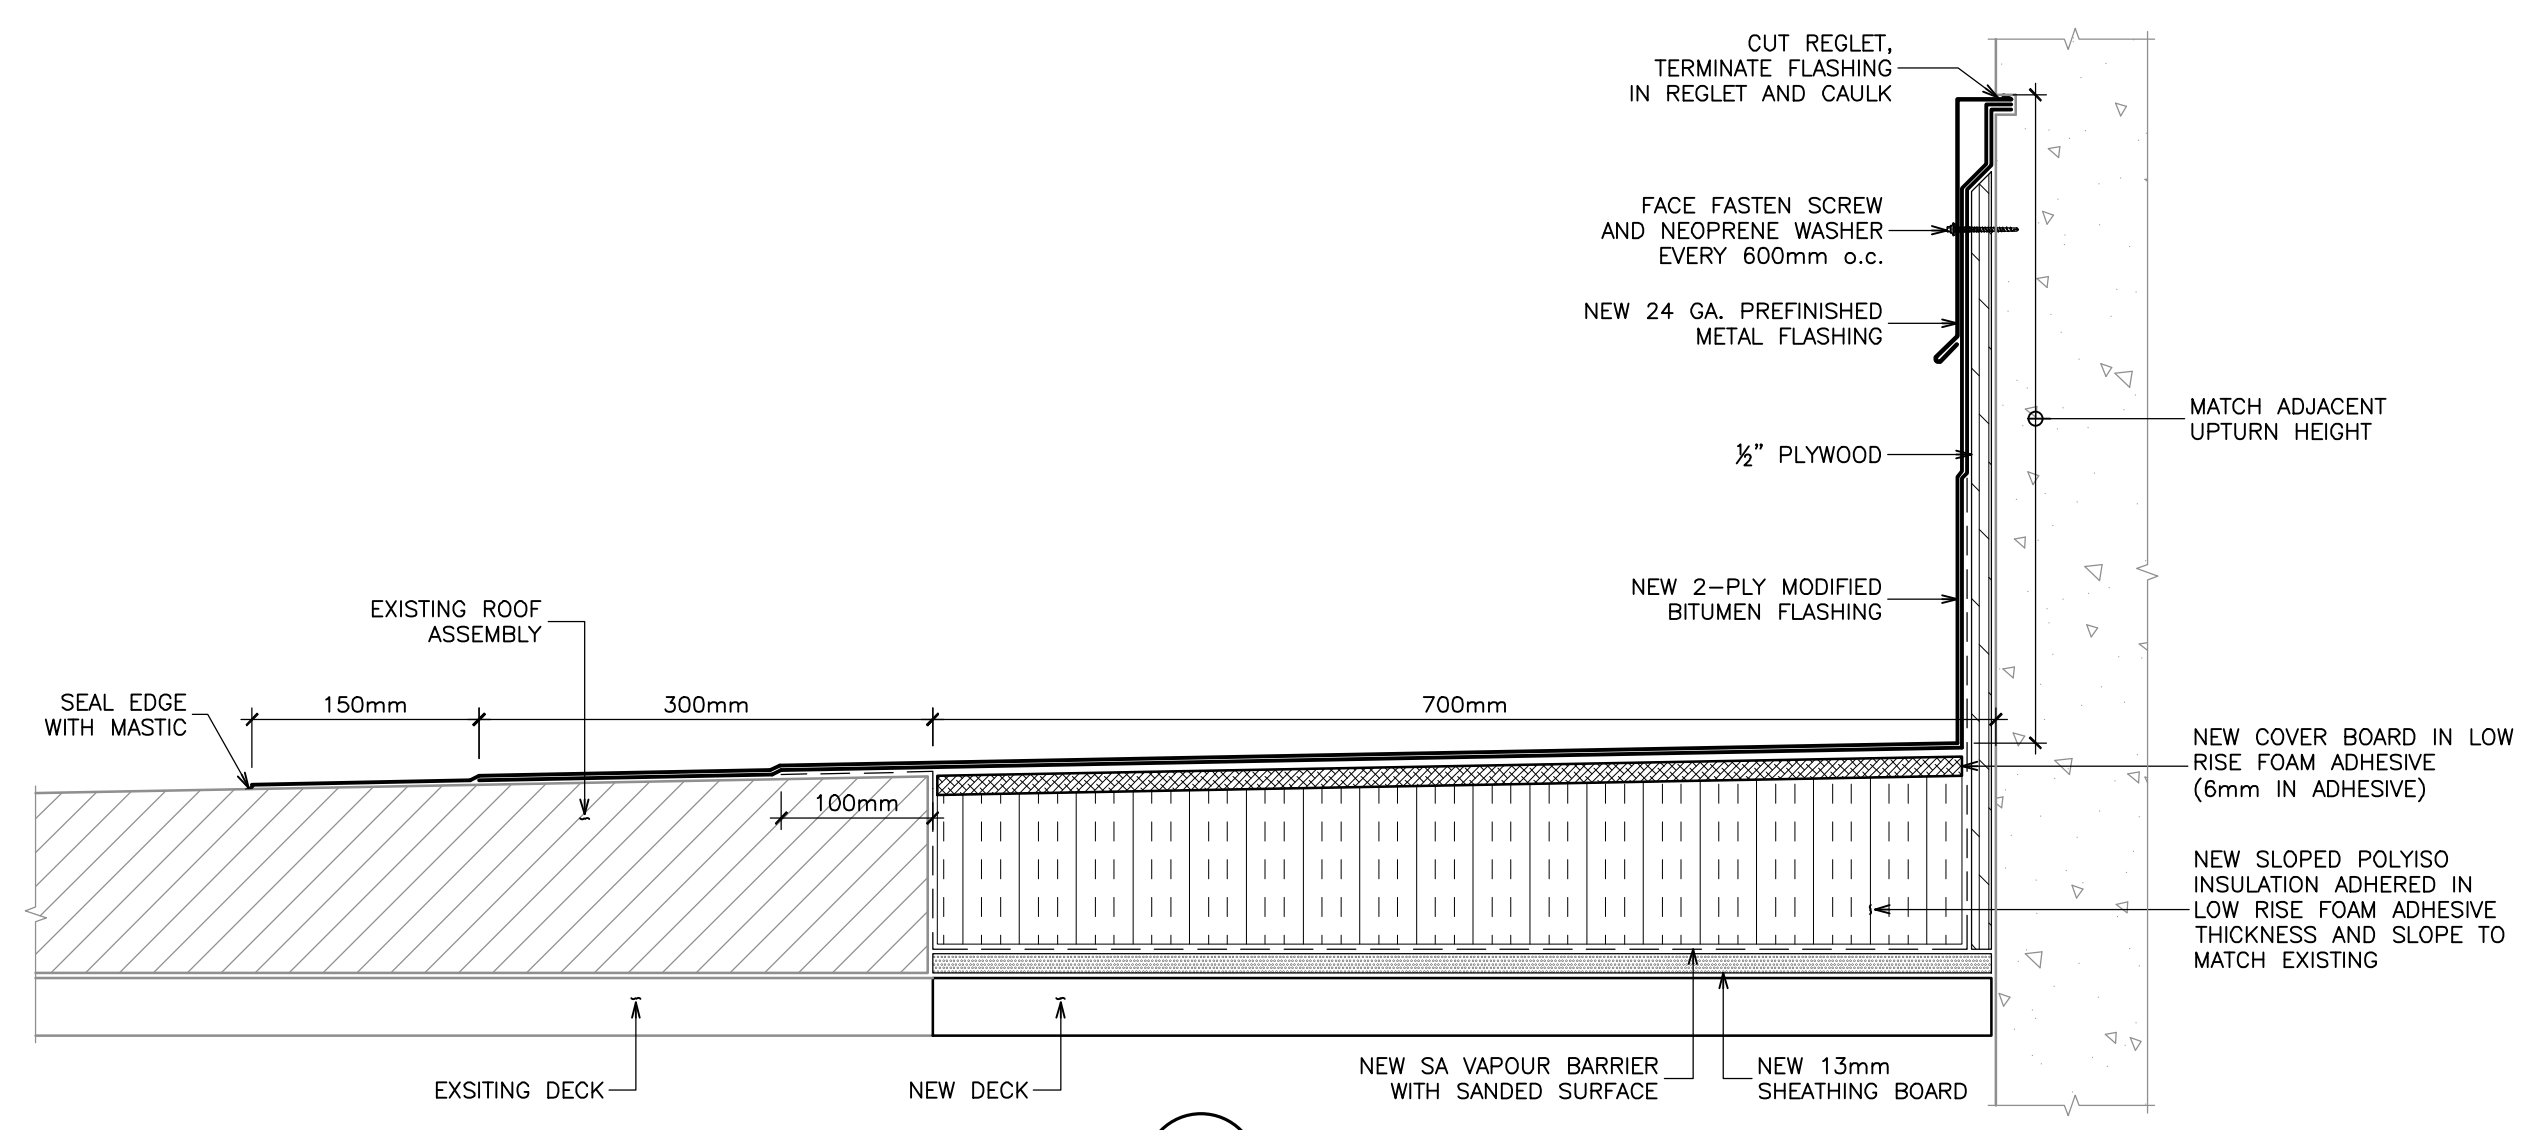 CUT REGLET,
TERMINATE FLASHING
IN REGLET AND CAULK
FACE FASTEN SCREW
AND NEOPRENE WASHER
EVERY 600mm o.c.
NEW 24 GA. PREFINISHED
METAL FLASHING
MATCH ADJACENT
UPTURN HEIGHT
½” PLYWOOD
NEW 2-PLY MODIFIED
BITUMEN FLASHING
EXISTING ROOF
ASSEMBLY
SEAL EDGE
WITH MASTIC
150mm
300mm
700mm
100mm
NEW COVER BOARD IN LOW
RISE FOAM ADHESIVE
(6mm IN ADHESIVE)
NEW SLOPED POLYISO
INSULATION ADHERED IN
LOW RISE FOAM ADHESIVE
THICKNESS AND SLOPE TO
MATCH EXISTING
EXSITING DECK
NEW DECK
NEW SA VAPOUR BARRIER
WITH SANDED SURFACE
NEW 13mm
SHEATHING BOARD